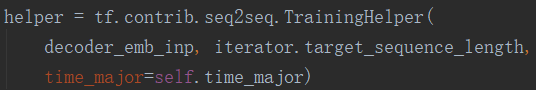 helper = tf.contrib.seq2seq.TrainingHelper(
    decoder_emb_inp, iterator.target_sequence_length,
    time_major=self.time_major)